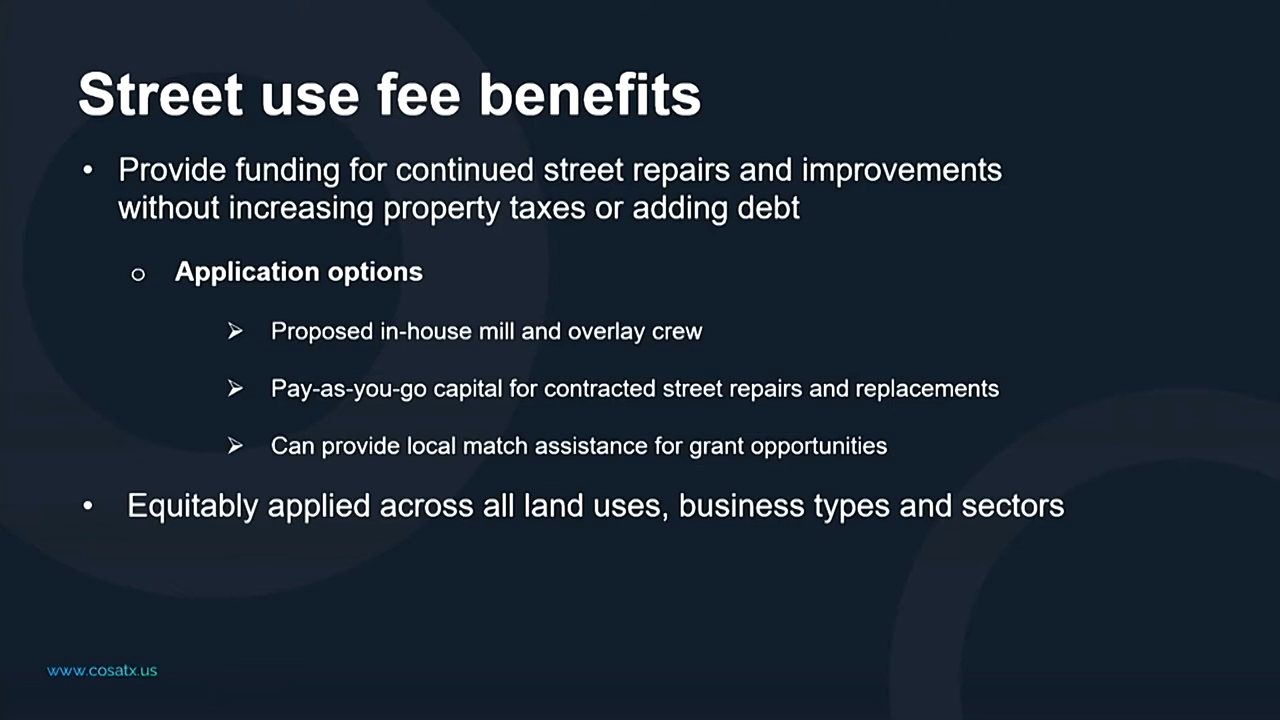 Street use fee benefits
• Provide funding for continued street repairs and improvements
without increasing property taxes or adding debt
o Application options
➢ Proposed in-house mill and overlay crew
➢ Pay-as-you-go capital for contracted street repairs and replacements
➢ Can provide local match assistance for grant opportunities
• Equitably applied across all land uses, business types and sectors
www.cosatx.us